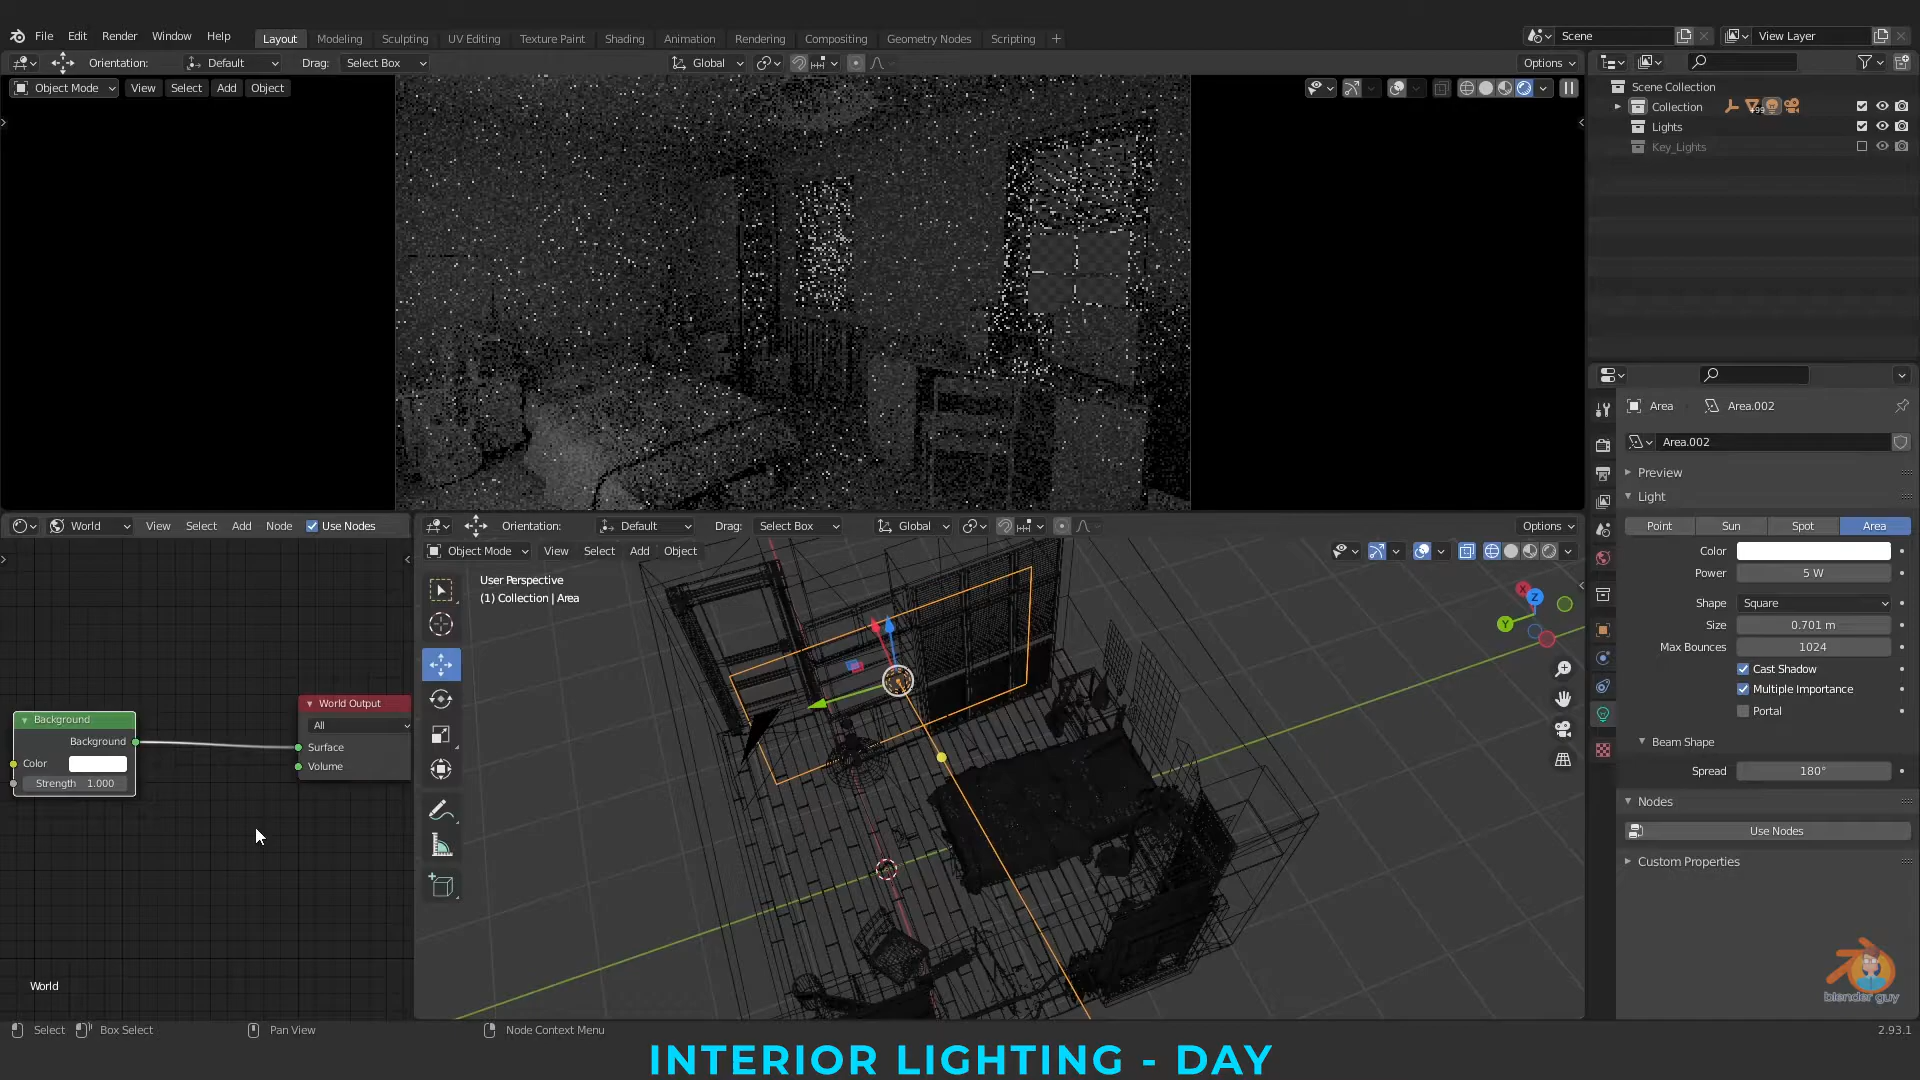 File Edit Render Window Help Layout Modeling Sculpting UV Editing Texture Paint Shading Animation Rendering Compositing Geometry Nodes Scripting + Scene View Layer
Orientation: Default Drag: Select Box Global Options
Object Mode View Select Add Object
Scene Collection
Collection
Lights
Key_Lights
Area Area.002
Area.002
Preview
Light
Point Sun Spot Area
Color
Power 5 W
Shape Square
Size 0.701 m
Max Bounces 1024
Cast Shadow
Multiple Importance
Portal
Beam Shape
Spread 180°
Nodes
Use Nodes
Custom Properties
World View Select Add Node Use Nodes
Background
Background
Color
Strength 1.000
World Output
All
Surface
Volume
World
Orientation: Default Drag: Select Box Global Options
Object Mode View Select Add Object
User Perspective
(1) Collection | Area
X
Y
Z
blender guy
Select Box Select Pan View Node Context Menu 2.93.1
INTERIOR LIGHTING - DAY